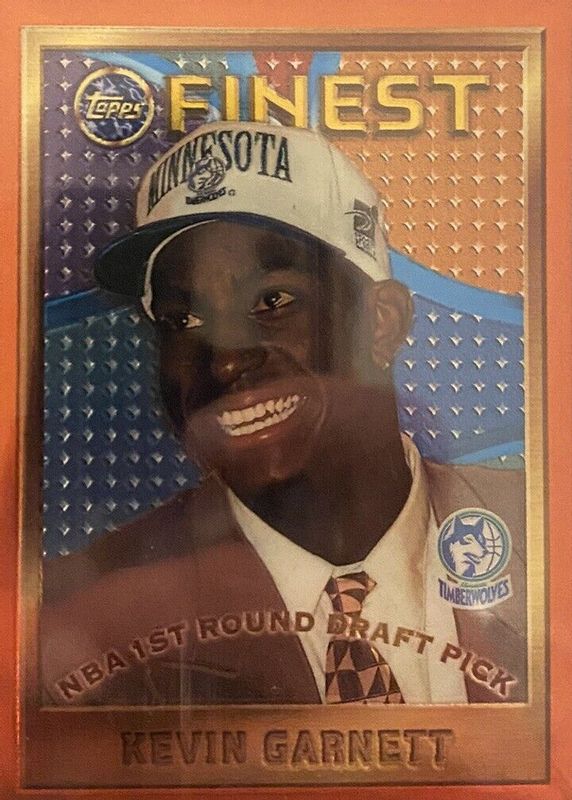 Topps
FINEST
MINNESOTA
TIMBERWOLVES
NBA 1ST ROUND DRAFT PICK
KEVIN GARNETT